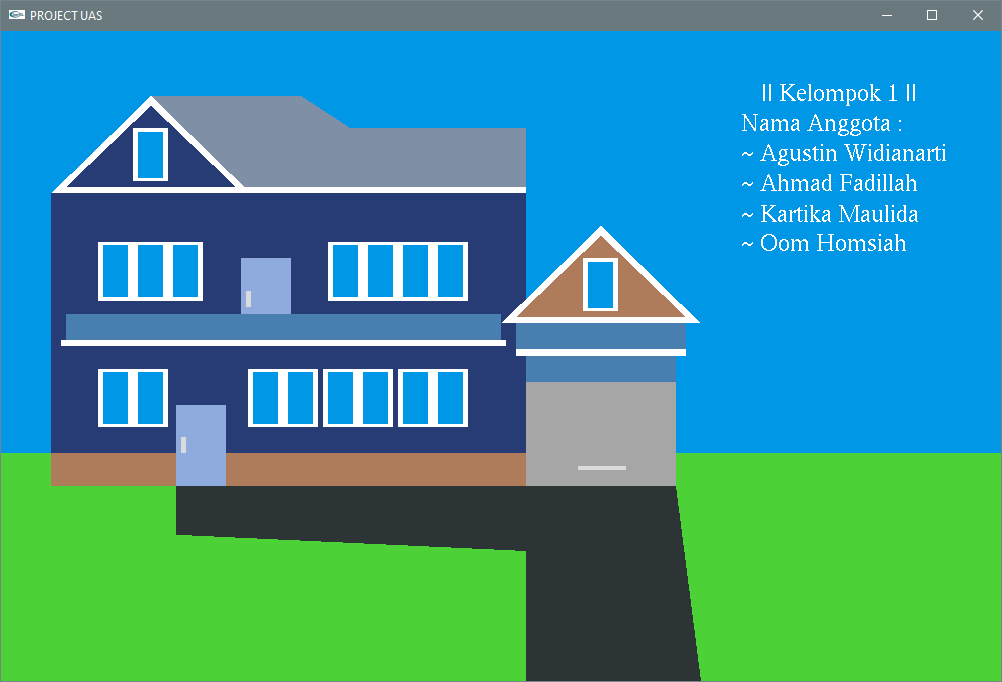 PROJECT UAS
|| Kelompok 1 ||
Nama Anggota :
~ Agustin Widianarti
~ Ahmad Fadillah
~ Kartika Maulida
~ Oom Homsiah